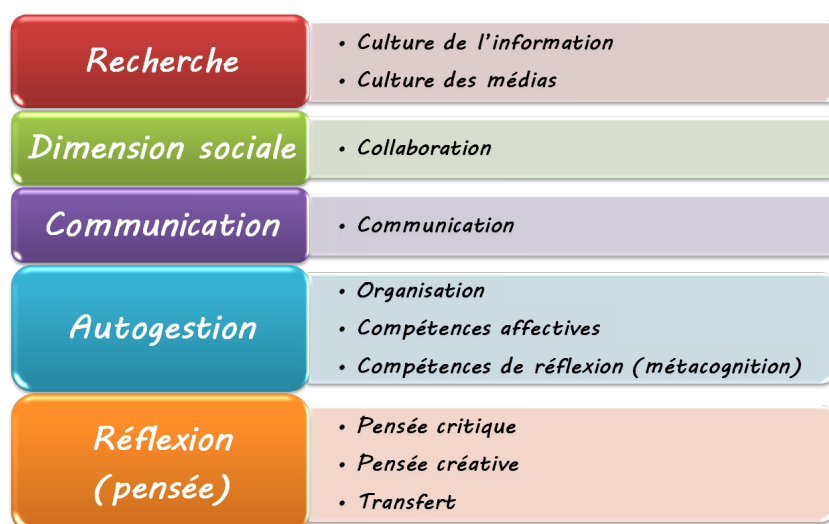 Recherche
• Culture de l'information
• Culture des médias
Dimension sociale
• Collaboration
Communication
• Communication
Autogestion
• Organisation
• Compétences affectives
• Compétences de réflexion (métacognition)
Réflexion
(pensée)
• Pensée critique
• Pensée créative
• Transfert